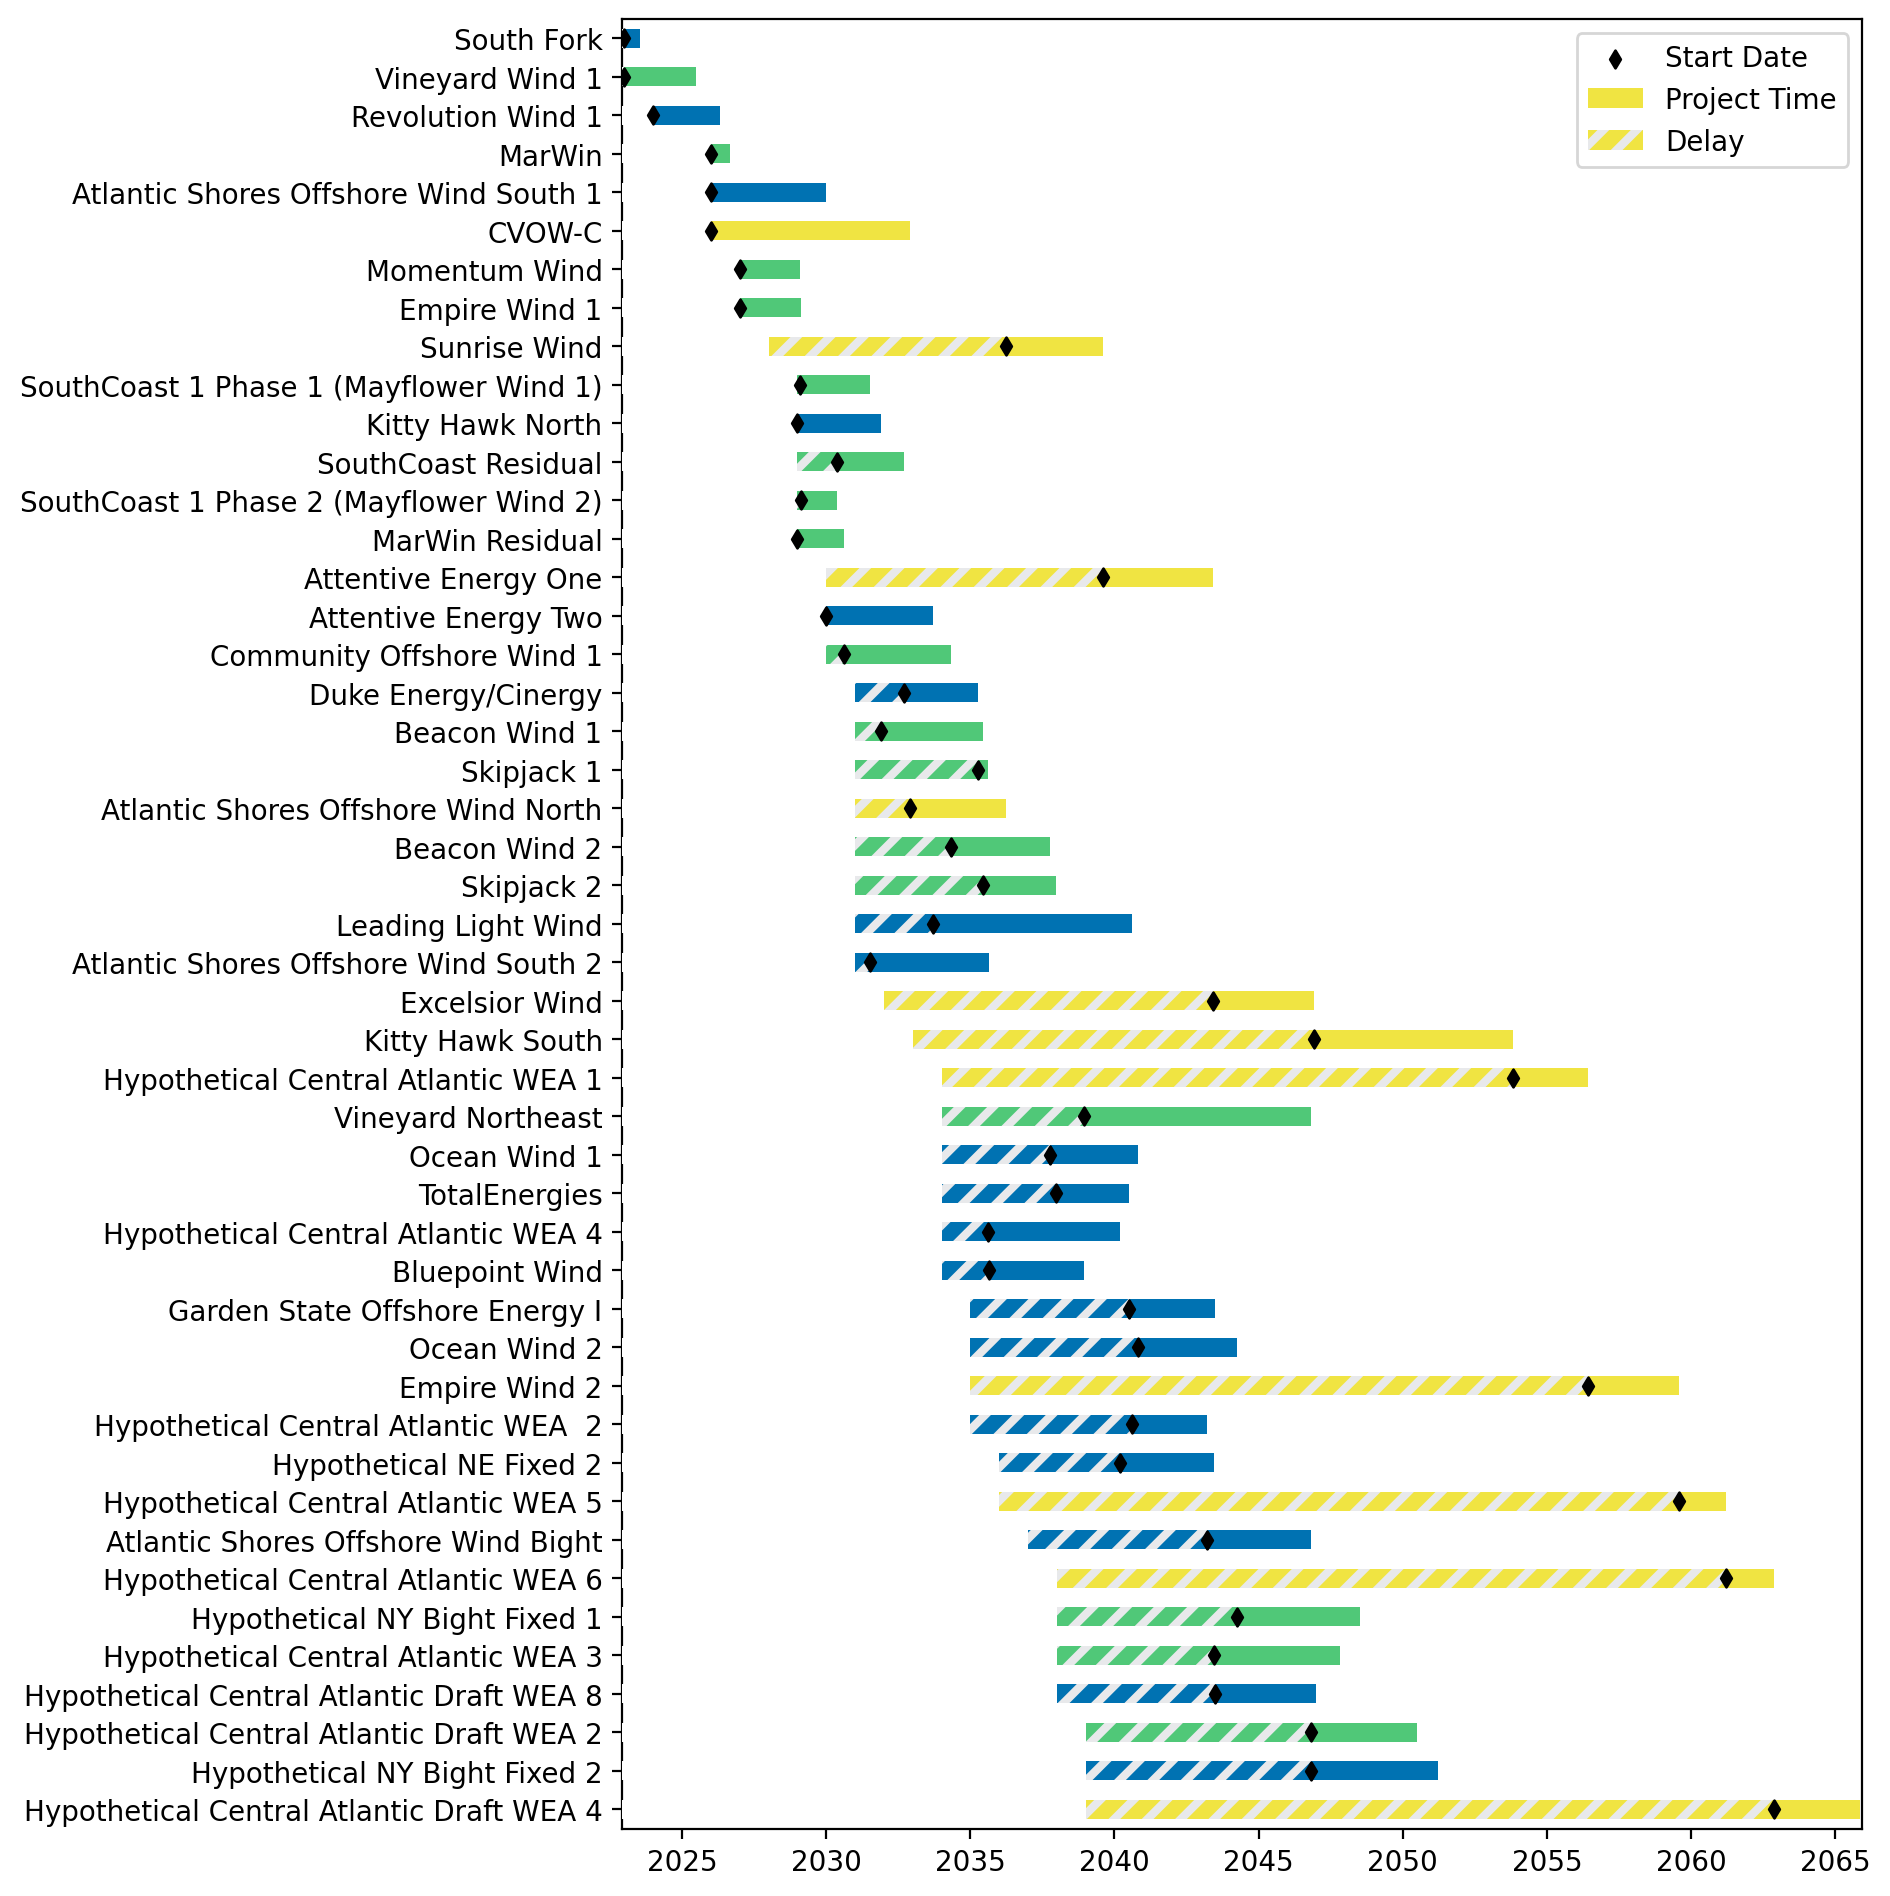 South Fork
Vineyard Wind 1
Revolution Wind 1
MarWin
Atlantic Shores Offshore Wind South 1
CVOW-C
Momentum Wind
Empire Wind 1
Sunrise Wind
SouthCoast 1 Phase 1 (Mayflower Wind 1)
Kitty Hawk North
SouthCoast Residual
SouthCoast 1 Phase 2 (Mayflower Wind 2)
MarWin Residual
Attentive Energy One
Attentive Energy Two
Community Offshore Wind 1
Duke Energy/Cinergy
Beacon Wind 1
Skipjack 1
Atlantic Shores Offshore Wind North
Beacon Wind 2
Skipjack 2
Leading Light Wind
Atlantic Shores Offshore Wind South 2
Excelsior Wind
Kitty Hawk South
Hypothetical Central Atlantic WEA 1
Vineyard Northeast
Ocean Wind 1
TotalEnergies
Hypothetical Central Atlantic WEA 4
Bluepoint Wind
Garden State Offshore Energy I
Ocean Wind 2
Empire Wind 2
Hypothetical Central Atlantic WEA  2
Hypothetical NE Fixed 2
Hypothetical Central Atlantic WEA 5
Atlantic Shores Offshore Wind Bight
Hypothetical Central Atlantic WEA 6
Hypothetical NY Bight Fixed 1
Hypothetical Central Atlantic WEA 3
Hypothetical Central Atlantic Draft WEA 8
Hypothetical Central Atlantic Draft WEA 2
Hypothetical NY Bight Fixed 2
Hypothetical Central Atlantic Draft WEA 4
Start Date
Project Time
Delay
2025 2030 2035 2040 2045 2050 2055 2060 2065